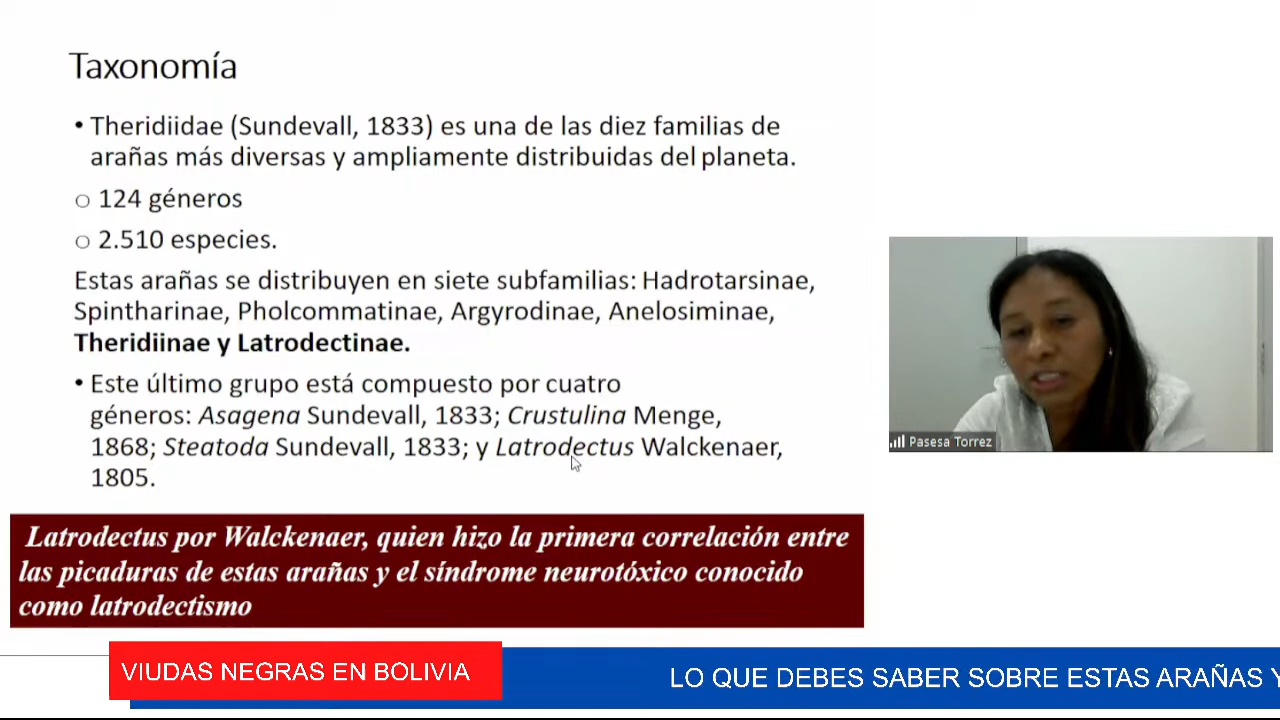 Taxonomía
• Theridiidae (Sundevall, 1833) es una de las diez familias de
arañas más diversas y ampliamente distribuidas del planeta.
o 124 géneros
o 2.510 especies.
Estas arañas se distribuyen en siete subfamilias: Hadrotarsinae,
Spintharinae, Pholcommatinae, Argyrodinae, Anelosiminae,
Theridiinae y Latrodectinae.
• Este último grupo está compuesto por cuatro
géneros: Asagena Sundevall, 1833; Crustulina Menge,
1868; Steatoda Sundevall, 1833; y Latrodectus Walckenaer,
1805.
Latrodectus por Walckenaer, quien hizo la primera correlación entre
las picaduras de estas arañas y el síndrome neurotóxico conocido
como latrodectismo
Pasesa Torrez
VIUDAS NEGRAS EN BOLIVIA
LO QUE DEBES SABER SOBRE ESTAS ARAÑAS Y